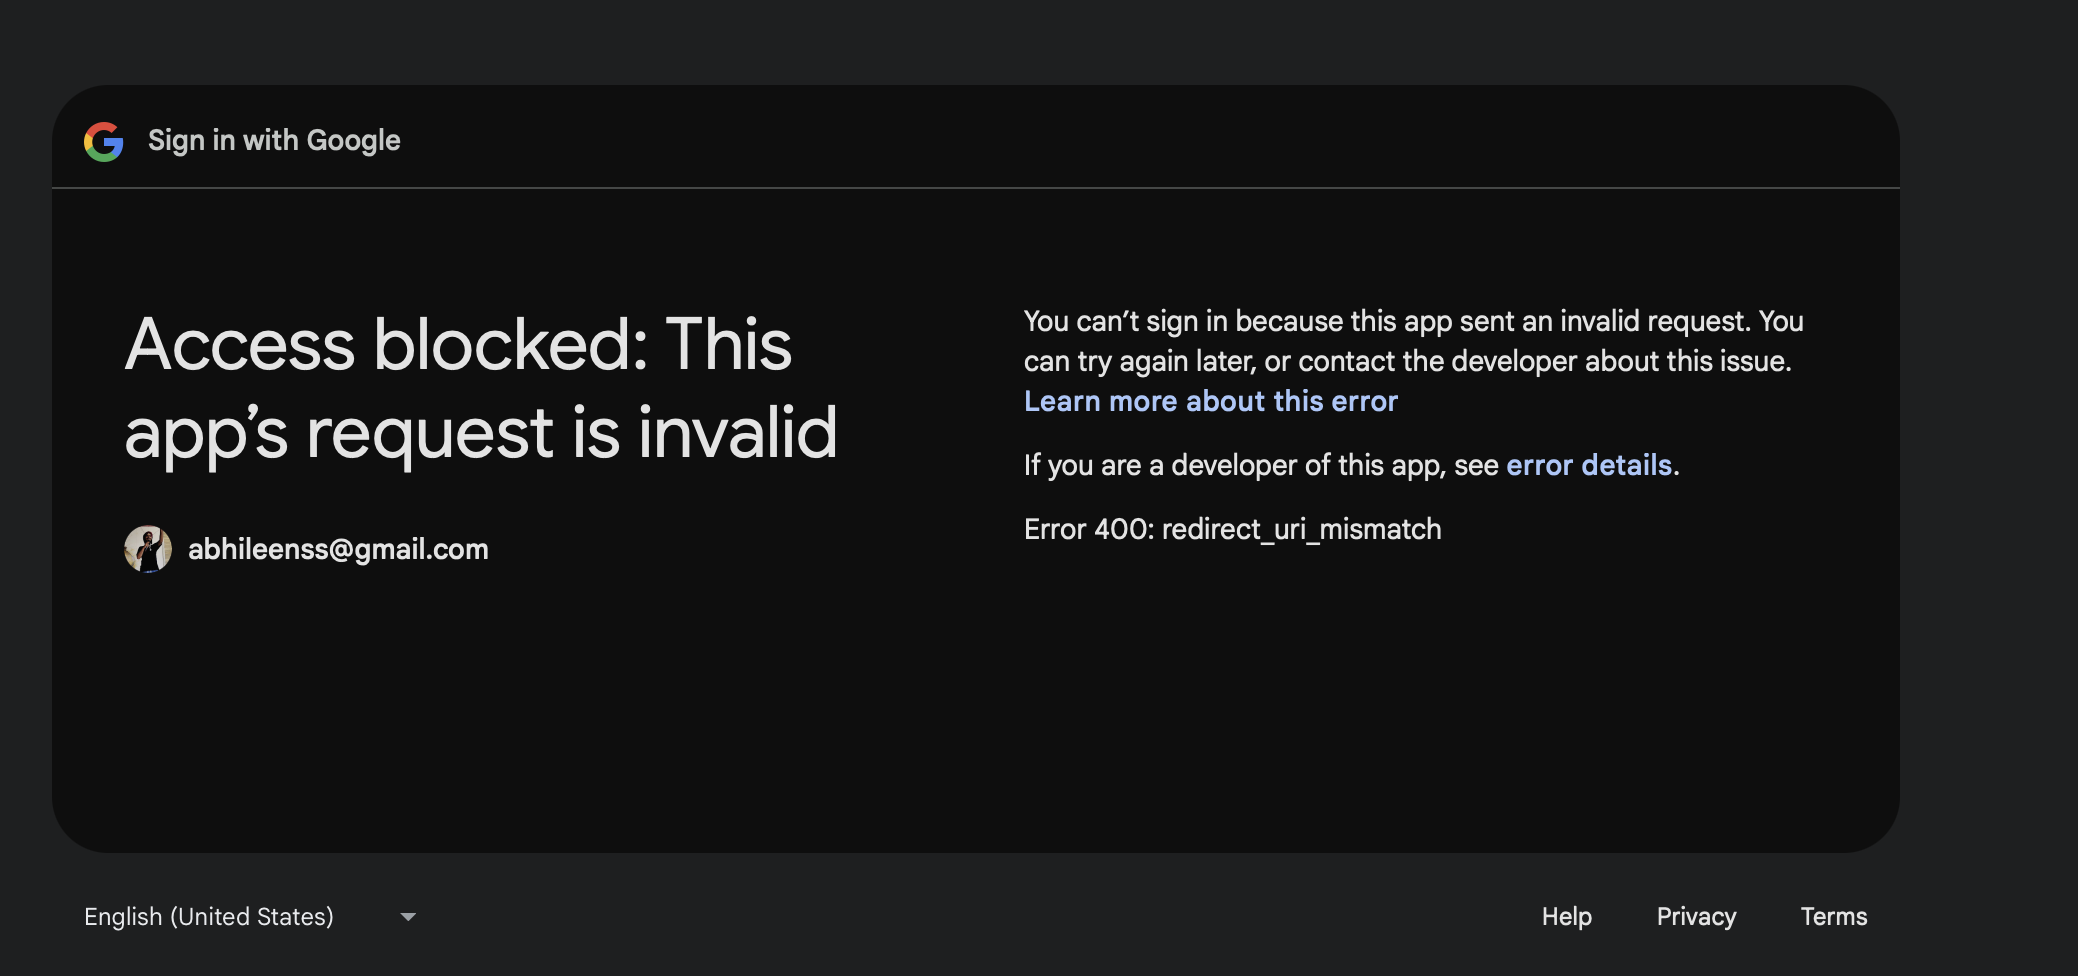 Sign in with Google
Access blocked: This
app’s request is invalid
abhileenss@gmail.com
You can’t sign in because this app sent an invalid request. You
can try again later, or contact the developer about this issue.
Learn more about this error
If you are a developer of this app, see error details.
Error 400: redirect_uri_mismatch
English (United States)
Help
Privacy
Terms